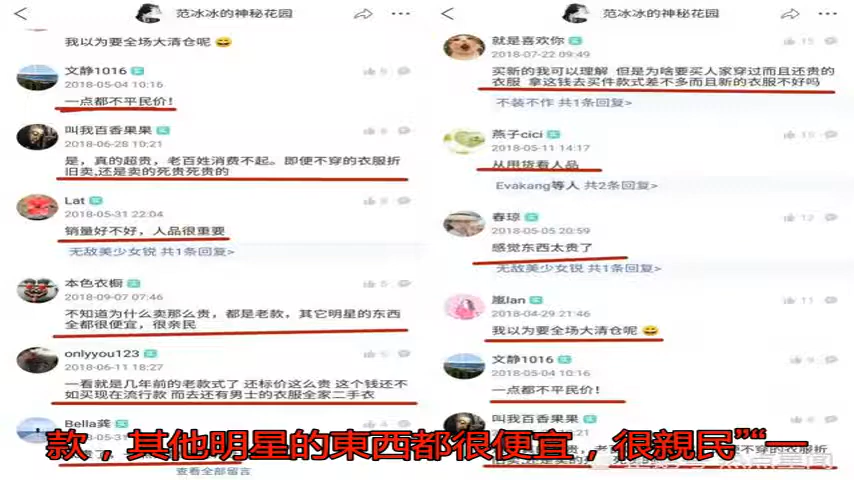 范冰冰的神秘花园
我以为要全场大清仓呢
文静1016
2018-05-04 10:16
一点都不平民价！
叫我百香果果
2018-06-28 10:21
是，真的超贵，老百姓消费不起。即便不穿的衣服折
旧卖,还是卖的死贵死贵的
Lat
2018-05-31 22:04
销量好不好，人品很重要
无敌美少女锐 共1条回复>
本色衣橱
2018-09-07 07:46
不知道为什么卖那么贵，都是老款，其它明星的东西
全都很便宜，很亲民
onlyyou123
2018-06-11 18:27
一看就是几年前的老款式了 还标价这么贵 这个钱还不
如买现在流行款 而去还有男士的衣服全家二手衣
Bella龚
查看全部留言
范冰冰的神秘花园
就是喜欢你
15
2018-07-22 09:49
买新的我可以理解 但是为啥要买人家穿过而且还贵的
衣服 拿这钱去买件款式差不多而且新的衣服不好吗
不装不作 共1条回复>
燕子cici
2018-05-11 14:17
从甩货看人品
Evakang等人 共2条回复>
春琼
12
2018-05-05 20:59
感觉东西太贵了
无敌美少女锐 共1条回复>
嵐lan
11
2018-04-29 21:46
我以为要全场大清仓呢
文静1016
2018-05-04 10:16
一点都不平民价！
叫我百香果果
款，其他明星的東西都很便宜，很親民”“一